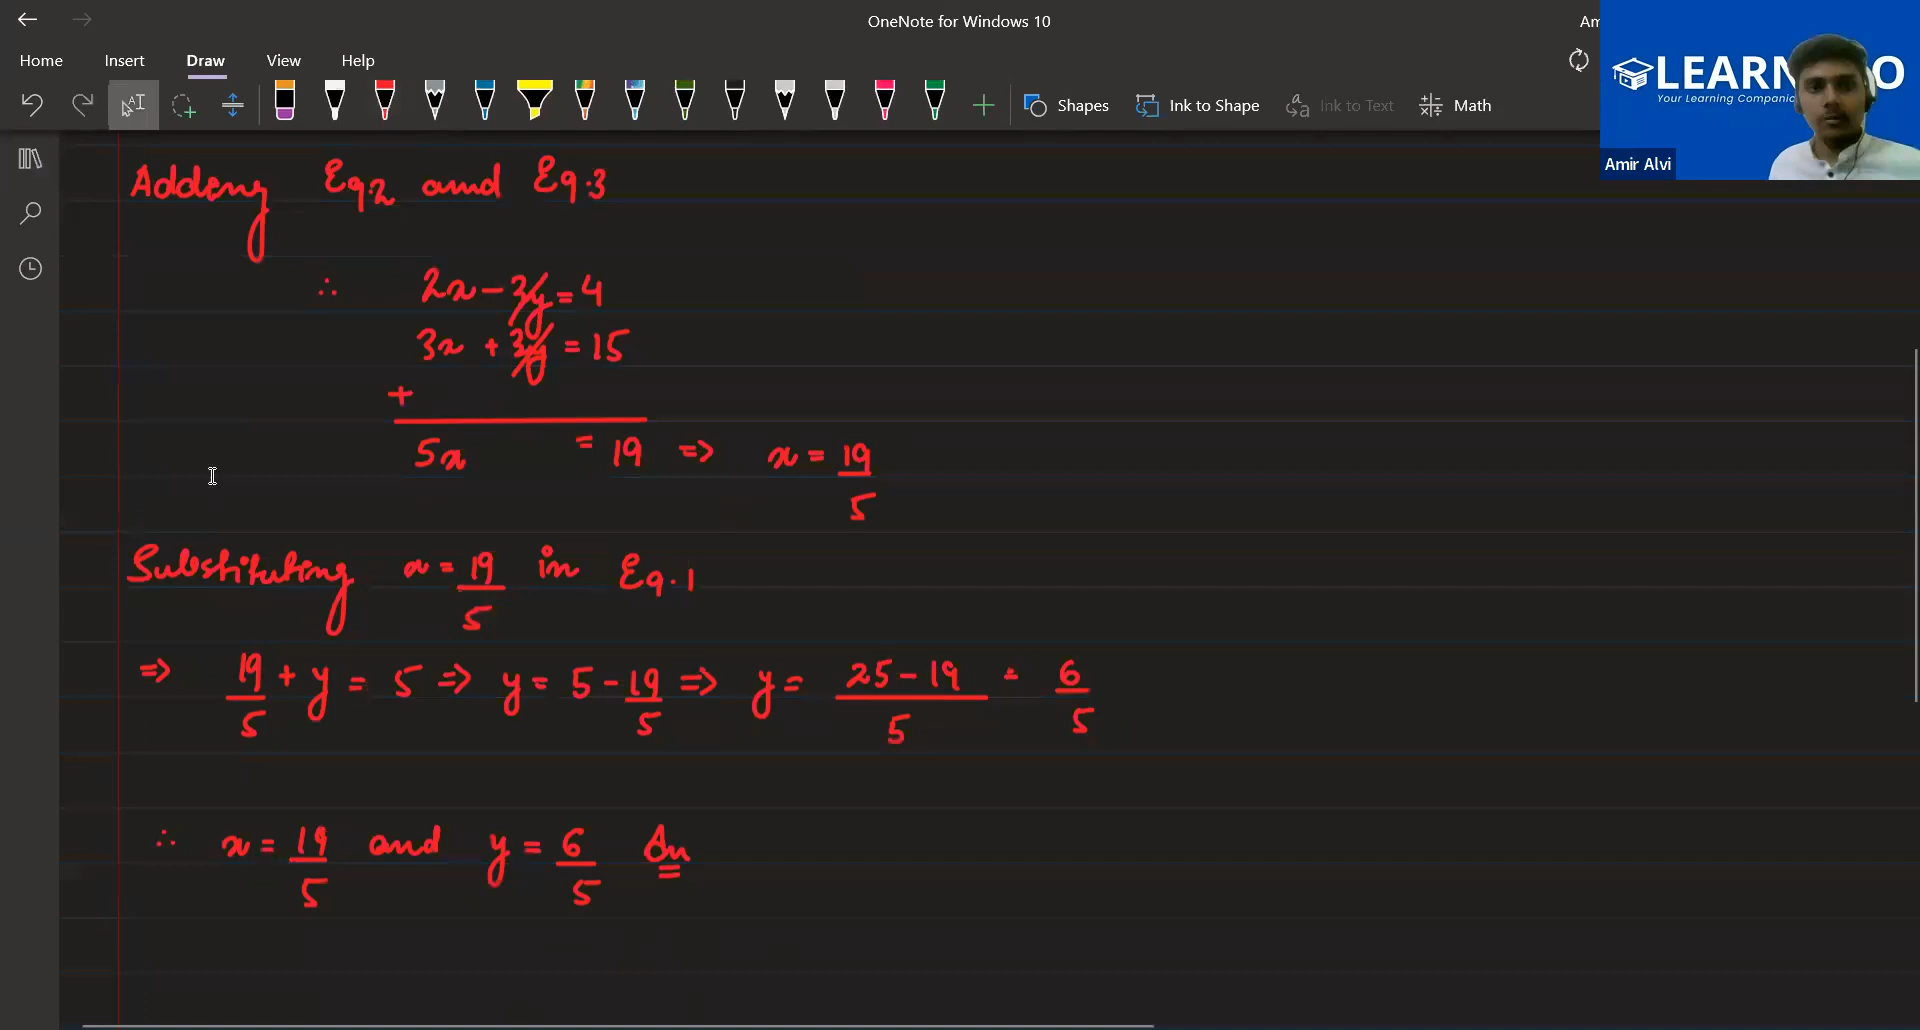 OneNote for Windows 10
Am
Home Insert Draw View Help
LEARN O
Your Learning Compani
Shapes Ink to Shape Ink to Text Math
Amir Alvi
Adding Eq.2 and Eq.3
∴ 2x - 3y = 4
3x + 3y = 15
+
5x = 19 => x = 19/5
Substituting x = 19/5 in Eq.1
=> 19/5 + y = 5 => y = 5 - 19/5 => y = 25 - 19/5 = 6/5
∴ x = 19/5 and y = 6/5 An